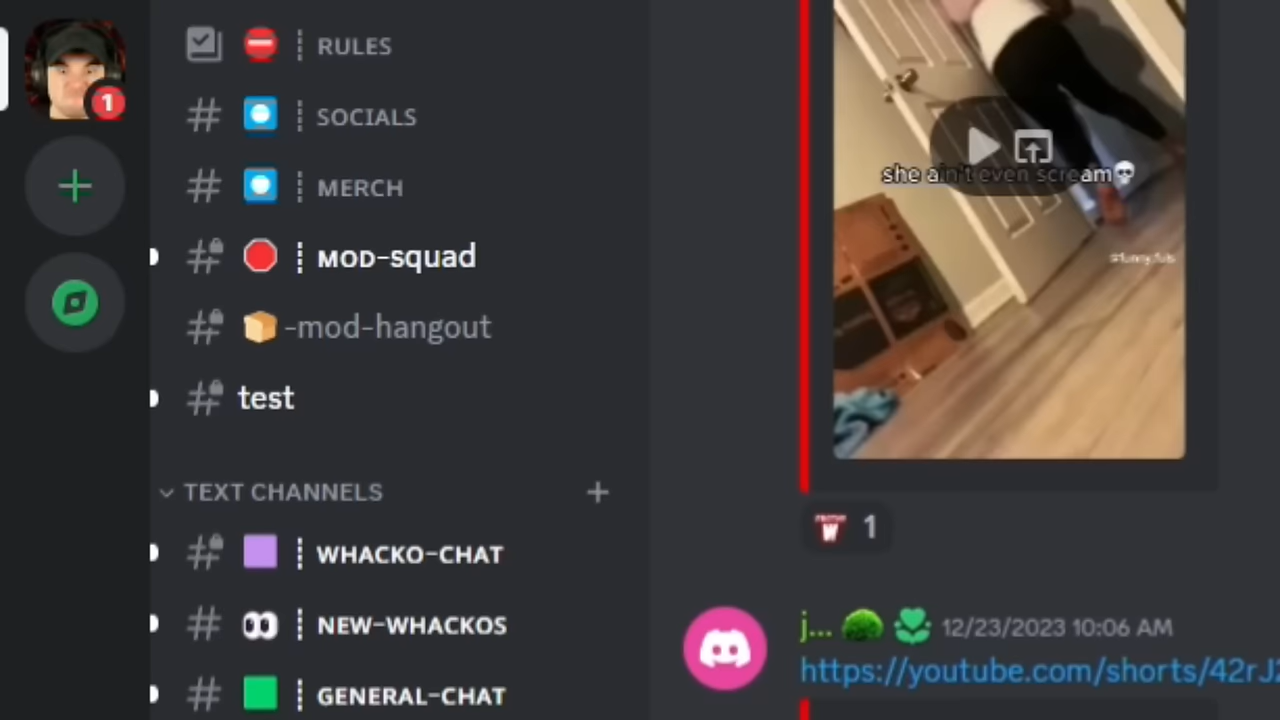 1
RULES
SOCIALS
MERCH
MOD-squad
-mod-hangout
test
TEXT CHANNELS
WHACKO-CHAT
NEW-WHACKOS
GENERAL-CHAT
she ain't even scream💀
1
j... 12/23/2023 10:06 AM
https://youtube.com/shorts/42rJ